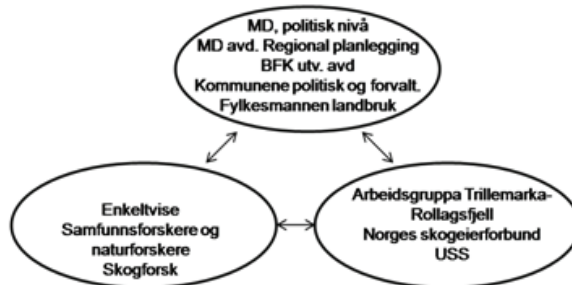 MD, politisk nivå
MD avd. Regional planlegging
BFK utv. avd
Kommunene politisk og forvalt.
Fylkesmannen landbruk
Enkeltvise
Samfunnsforskere og
naturforskere
Skogforsk
Arbeidsgruppa Trillemarka-
Rollagsfjell
Norges skogeierforbund
USS